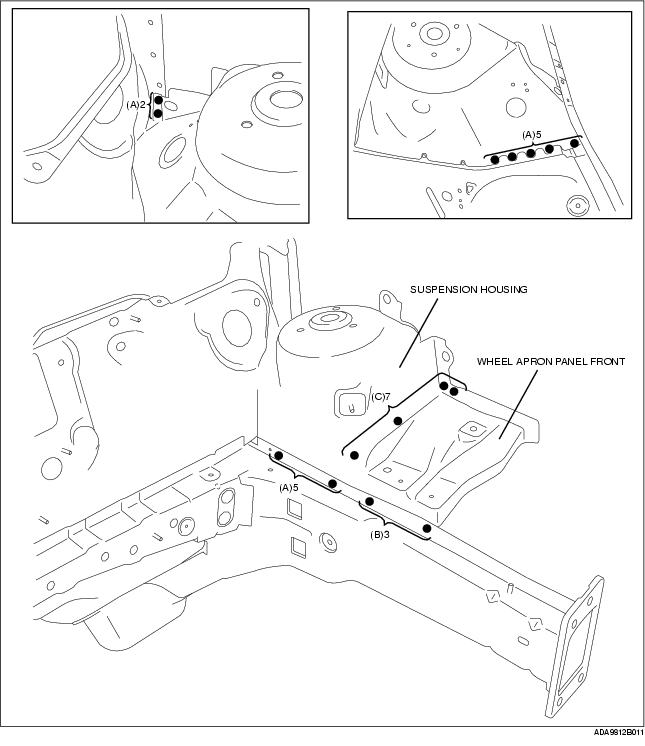 (A)2
(A)5
SUSPENSION HOUSING
WHEEL APRON PANEL FRONT
(C)7
(A)5
(B)3
ADA9812B011